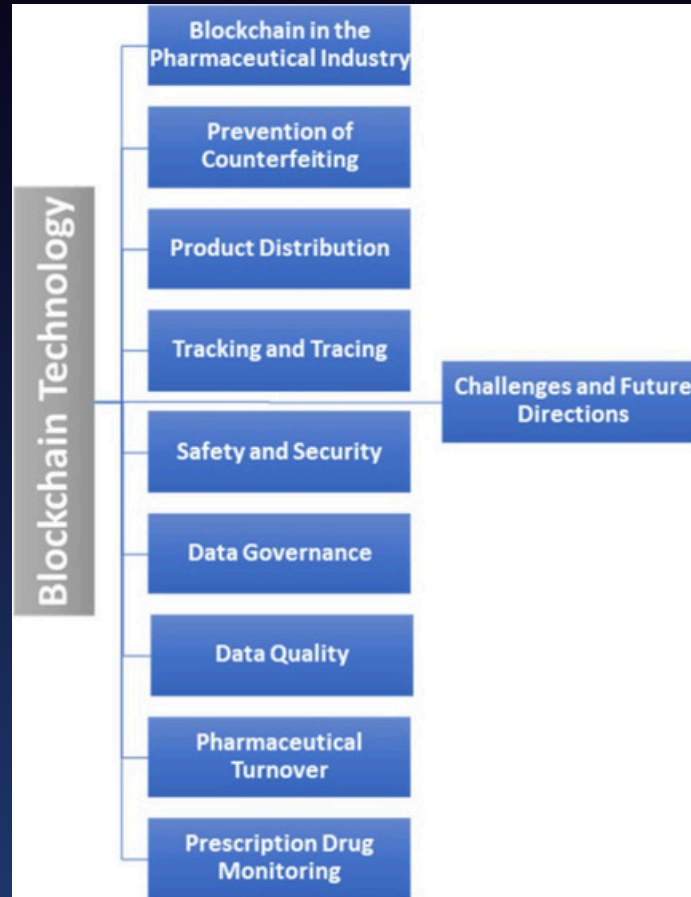 Blockchain Technology
Blockchain in the
Pharmaceutical Industry
Prevention of
Counterfeiting
Product Distribution
Tracking and Tracing
Challenges and Future
Directions
Safety and Security
Data Governance
Data Quality
Pharmaceutical
Turnover
Prescription Drug
Monitoring